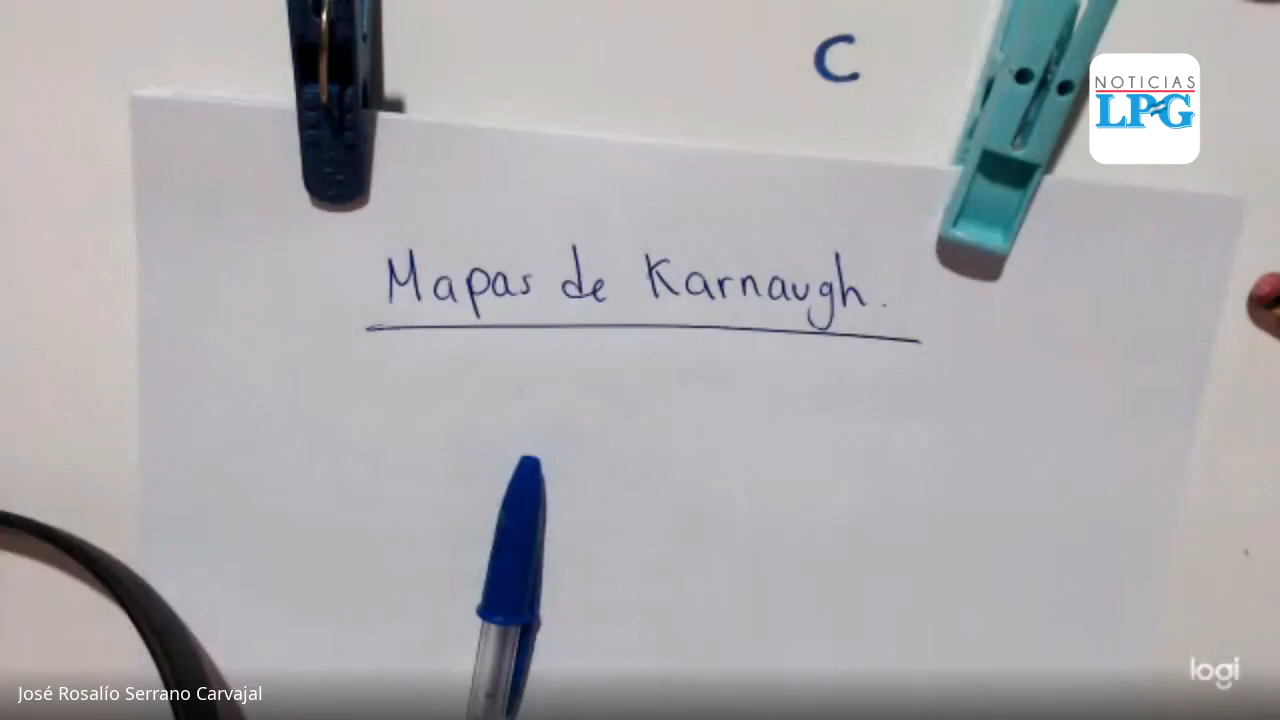 C
NOTICIAS
LPG
Mapas de Karnaugh.
logi
José Rosalío Serrano Carvajal